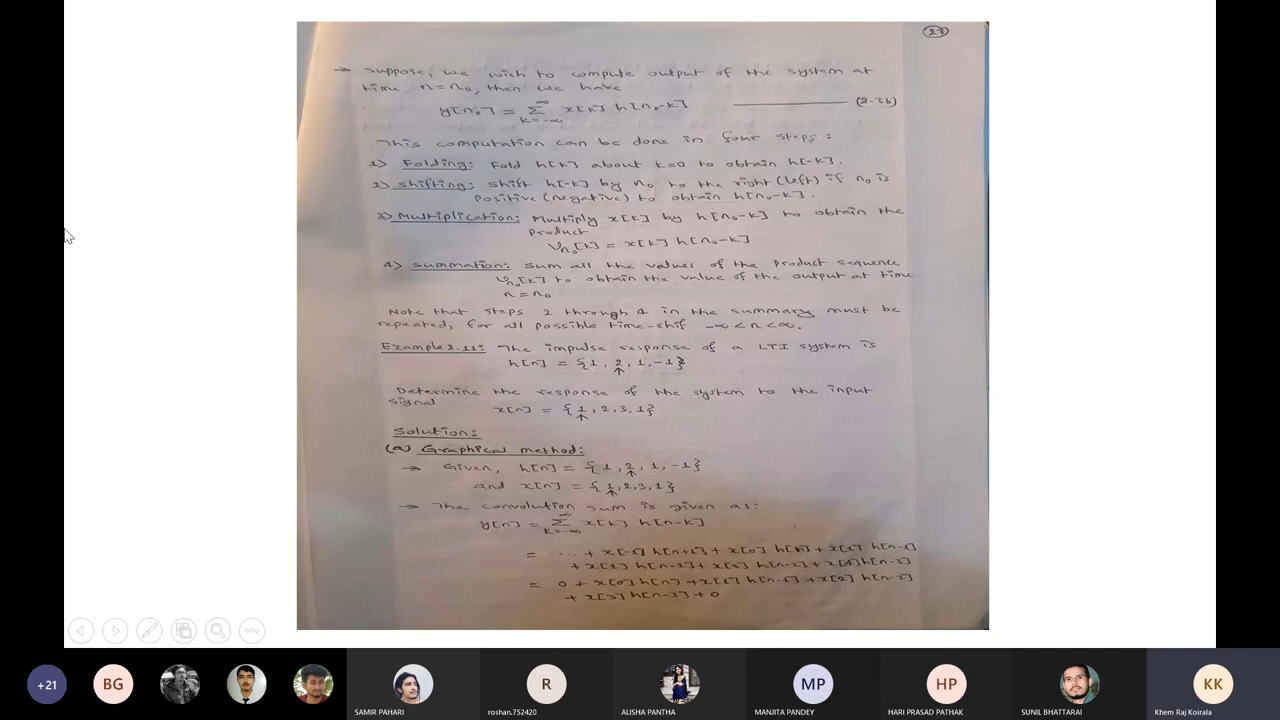 (27)
→ Suppose, we wish to compute output of the system at
time n=n₀, then we have
y[n₀] = ∞Σk=-∞ x[k] h[n₀-k] ——— (2-26)
This computation can be done in four steps:
1) Folding: Fold h[k] about k=0 to obtain h[-k].
2) Shifting: Shift h[-k] by n₀ to the right (left) if n₀ is
positive (negative) to obtain h[n₀-k].
3) Multiplication: Multiply x[k] by h[n₀-k] to obtain the
product
Vn₀[k] = x[k] h[n₀-k]
4) Summation: Sum all the values of the product sequence
Vn₀[k] to obtain the value of the output at time
n=n₀
Note that steps 2 through 4 in the summary must be
repeated, for all possible time-shif -∞<n<∞.
Example 2.11: The impulse response of a LTI system is
h[n] = {1, 2, 1, -1}
↑
Determine the response of the system to the input
signal x[n] = {1, 2, 3, 1}
↑
Solution:
(a) Graphical method:
→ Given, h[n] = {1, 2, 1, -1}
↑
and x[n] = {1, 2, 3, 1}
↑
→ The convolution sum is given as:
y[n] = ∞Σk=-∞ x[k] h[n-k]
= ..... + x[-1] h[n+1] + x[0] + x[1] h[n-1]
+ x[2] h[n-2] + x[3] + x[4]
= 0 + x[0] h[n] + x[1] h[n-1] + x[2] h[n-2]
+ x[3] h[n-3] + 0
+21
BG
R
MP
HP
KK
SAMIR PAHARI
roshan.752420
ALISHA PANTHA
MANJITA PANDEY
HARI PRASAD PATHAK
SUNIL BHATTARAI
Khem Raj Koirala